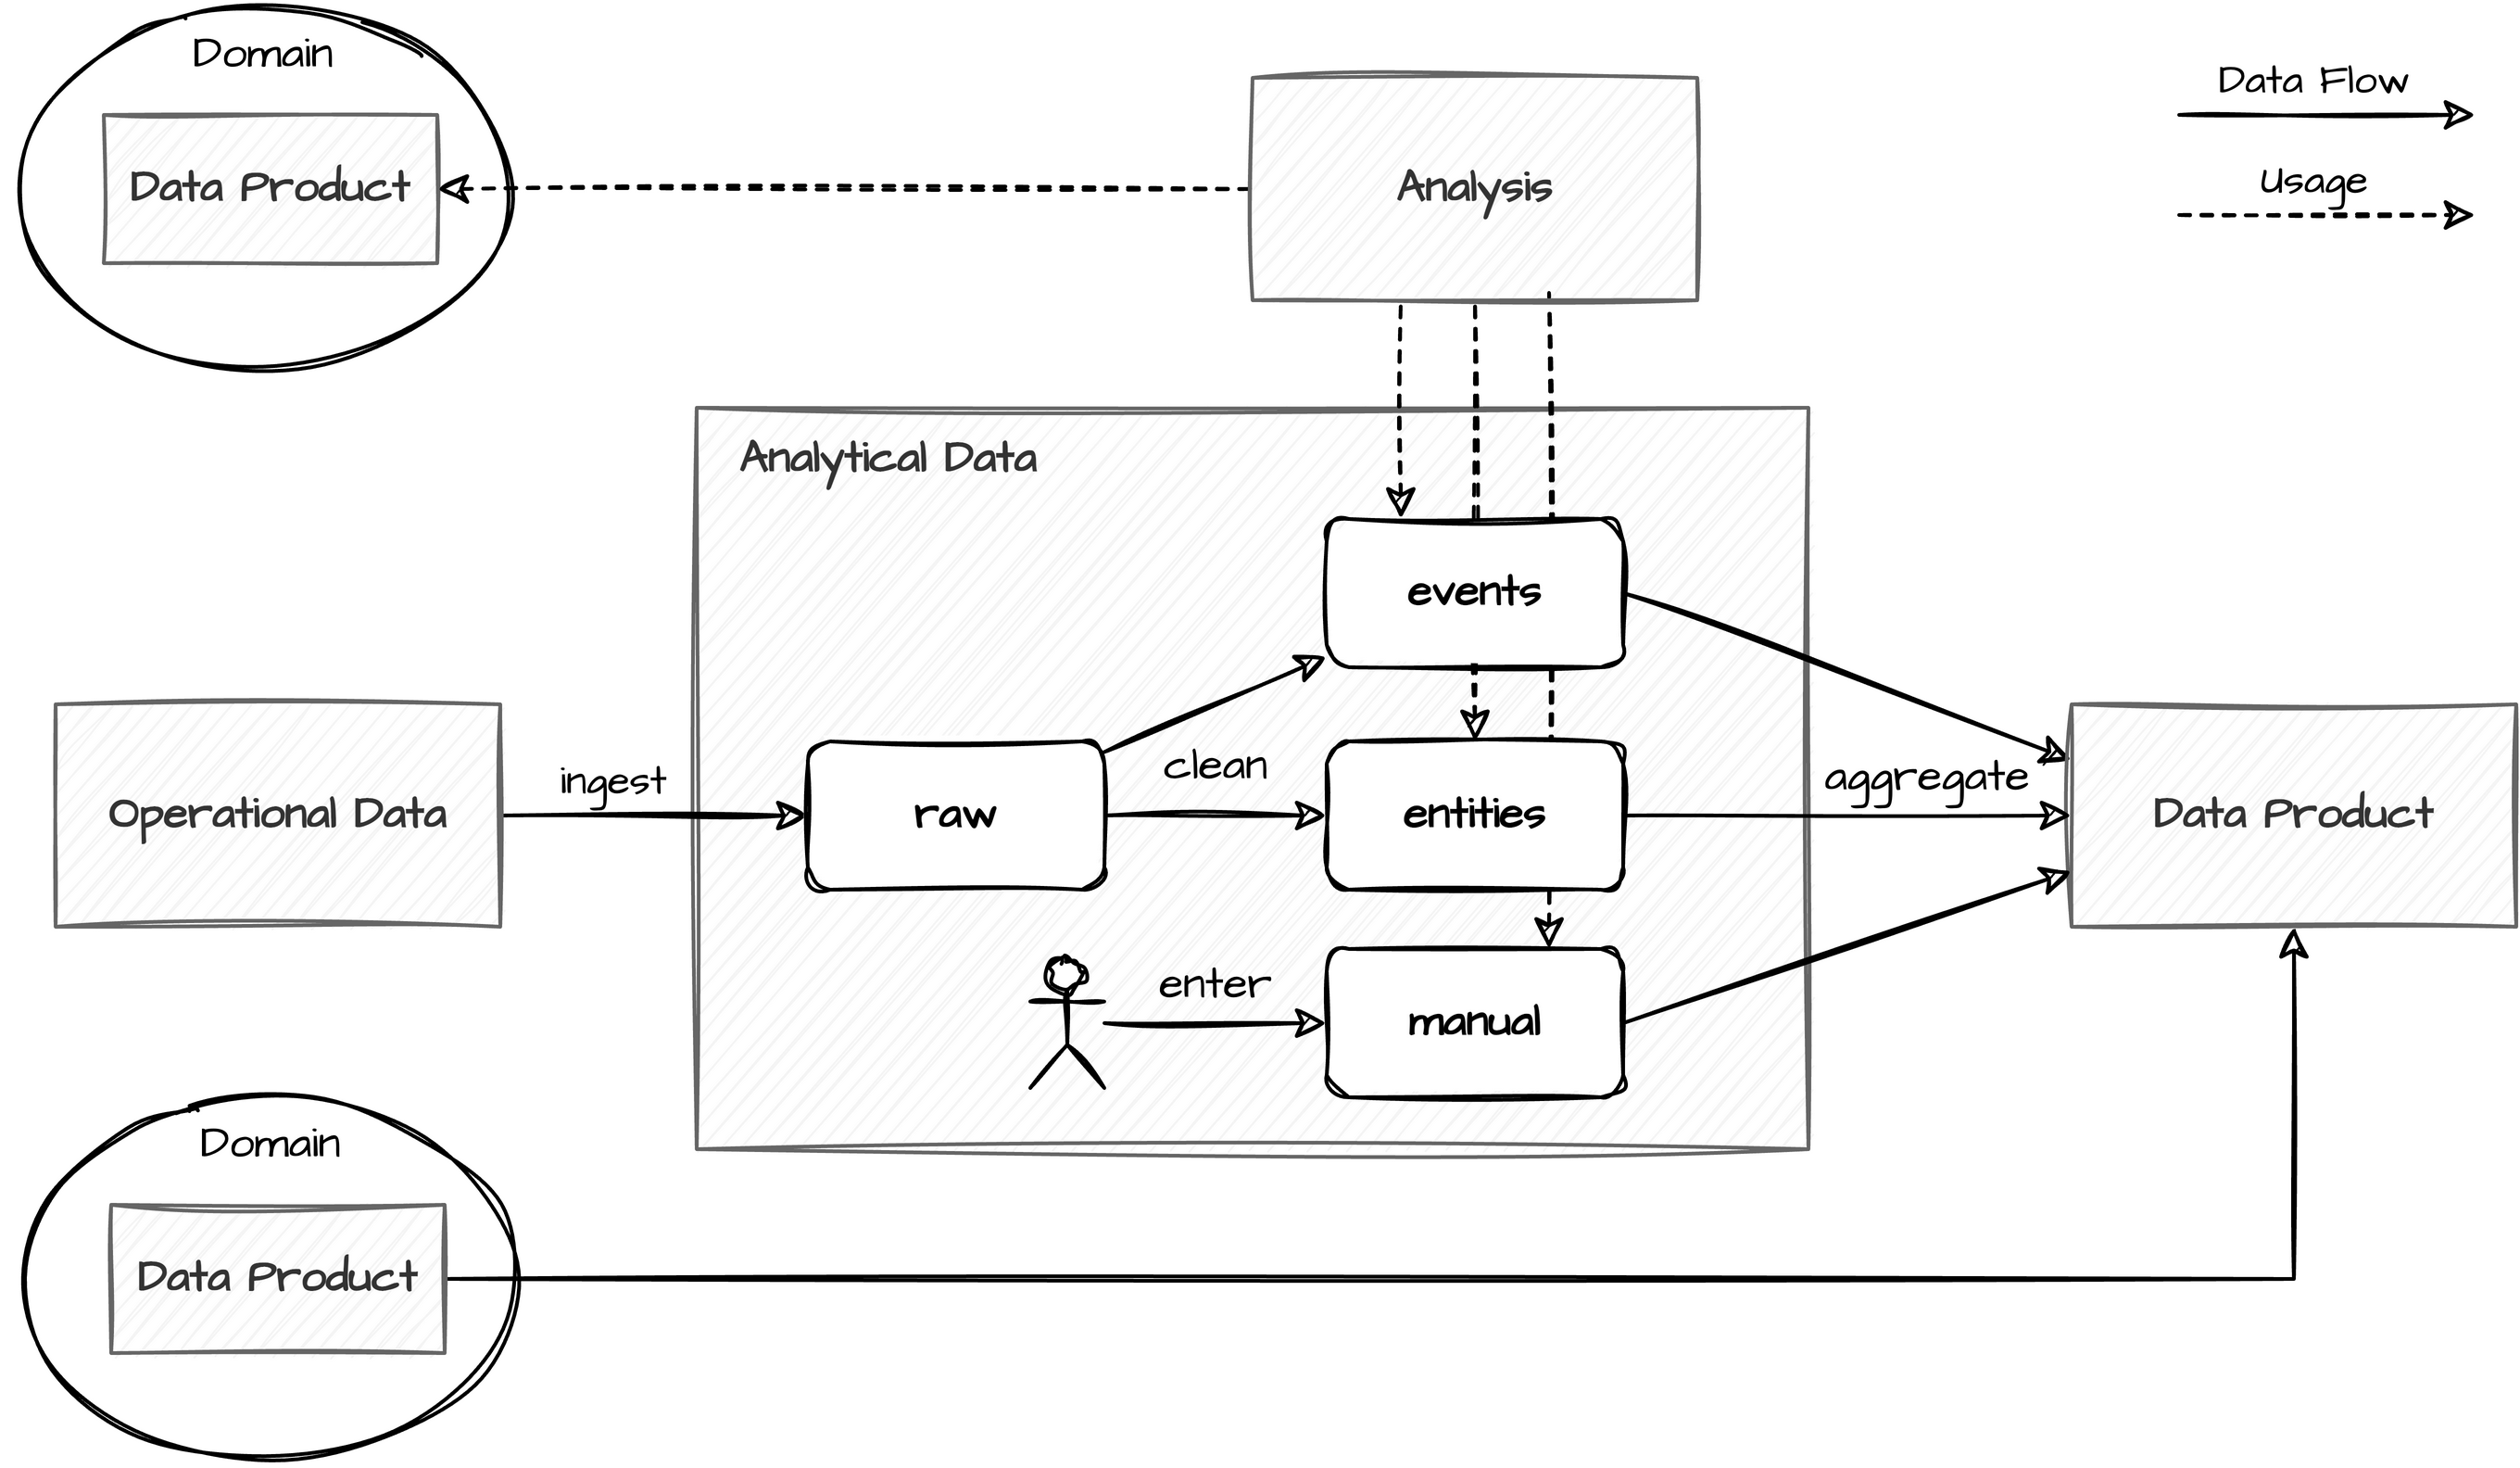 Domain
Data Product
Analysis
Data Flow
Usage
Analytical Data
events
Operational Data
ingest
raw
clean
entities
aggregate
Data Product
enter
manual
Domain
Data Product